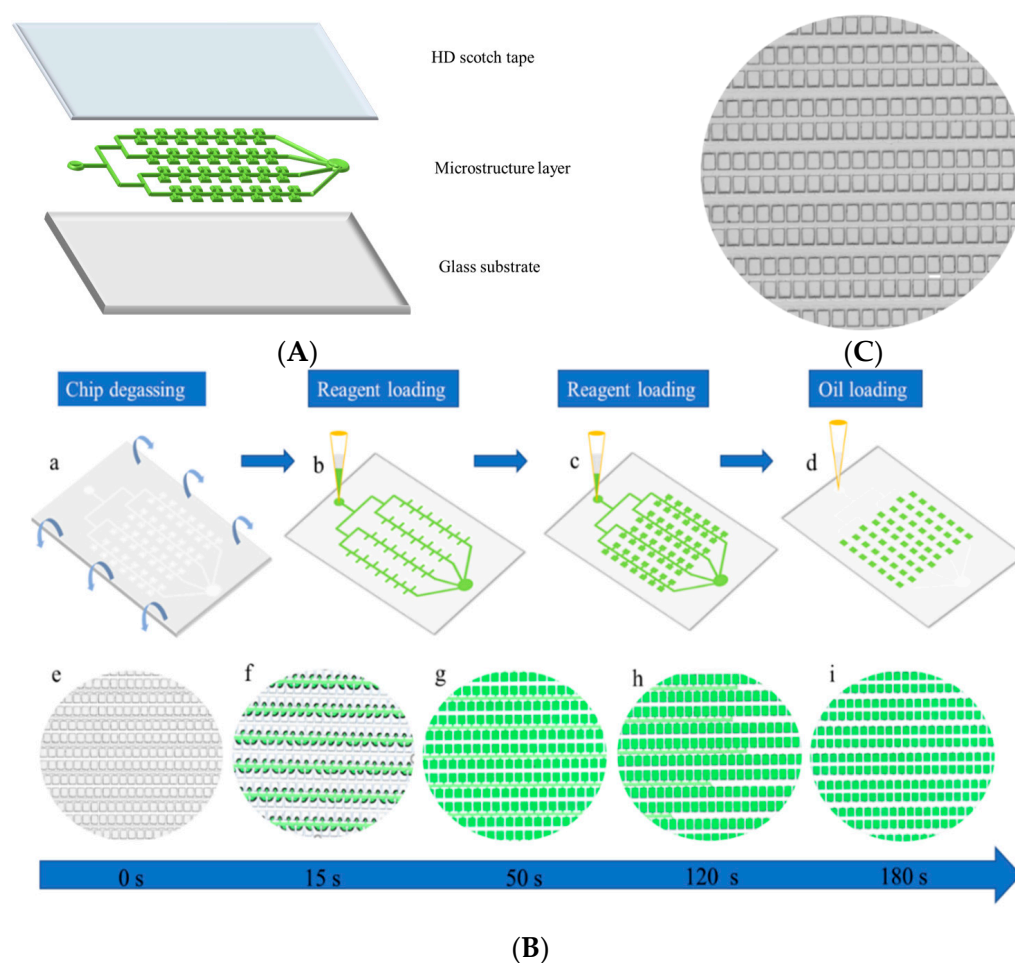 HD scotch tape
Microstructure layer
Glass substrate
(A)
(C)
Chip degassing
Reagent loading
Reagent loading
Oil loading
a
b
c
d
e
f
g
h
i
0 s
15 s
50 s
120 s
180 s
(B)